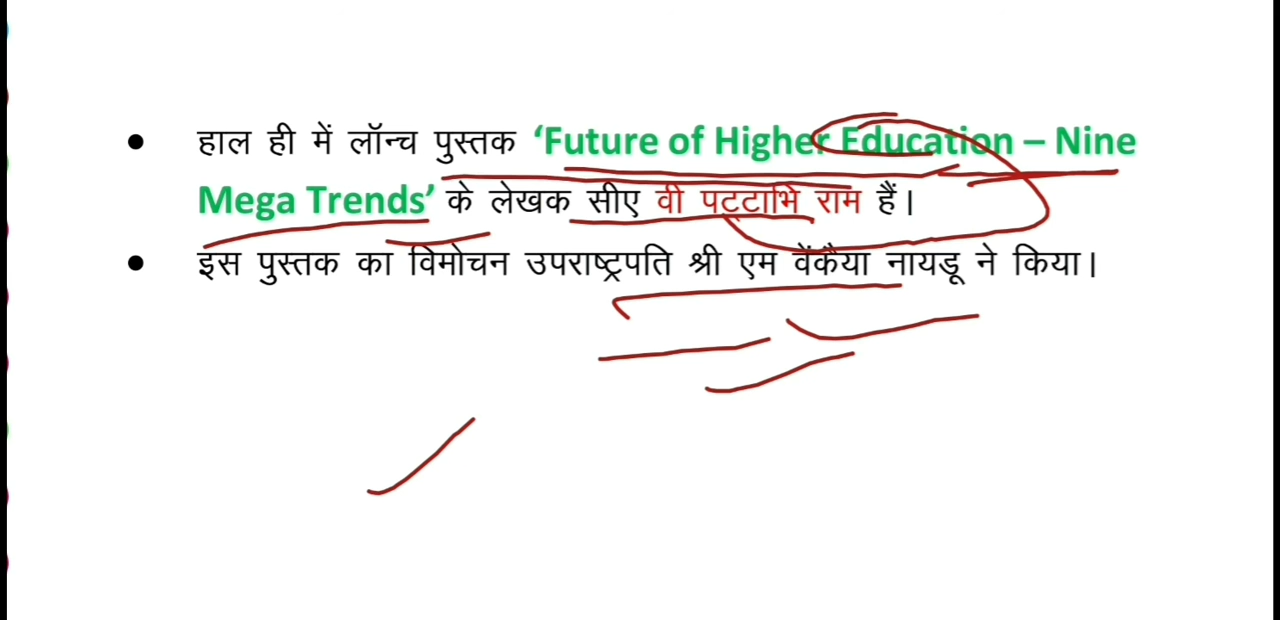 • हाल ही में लॉन्च पुस्तक ‘Future of Higher Education – Nine
Mega Trends’ के लेखक सीए वी पट्टाभि राम हैं।
• इस पुस्तक का विमोचन उपराष्ट्रपति श्री एम वेंकैया नायडू ने किया।